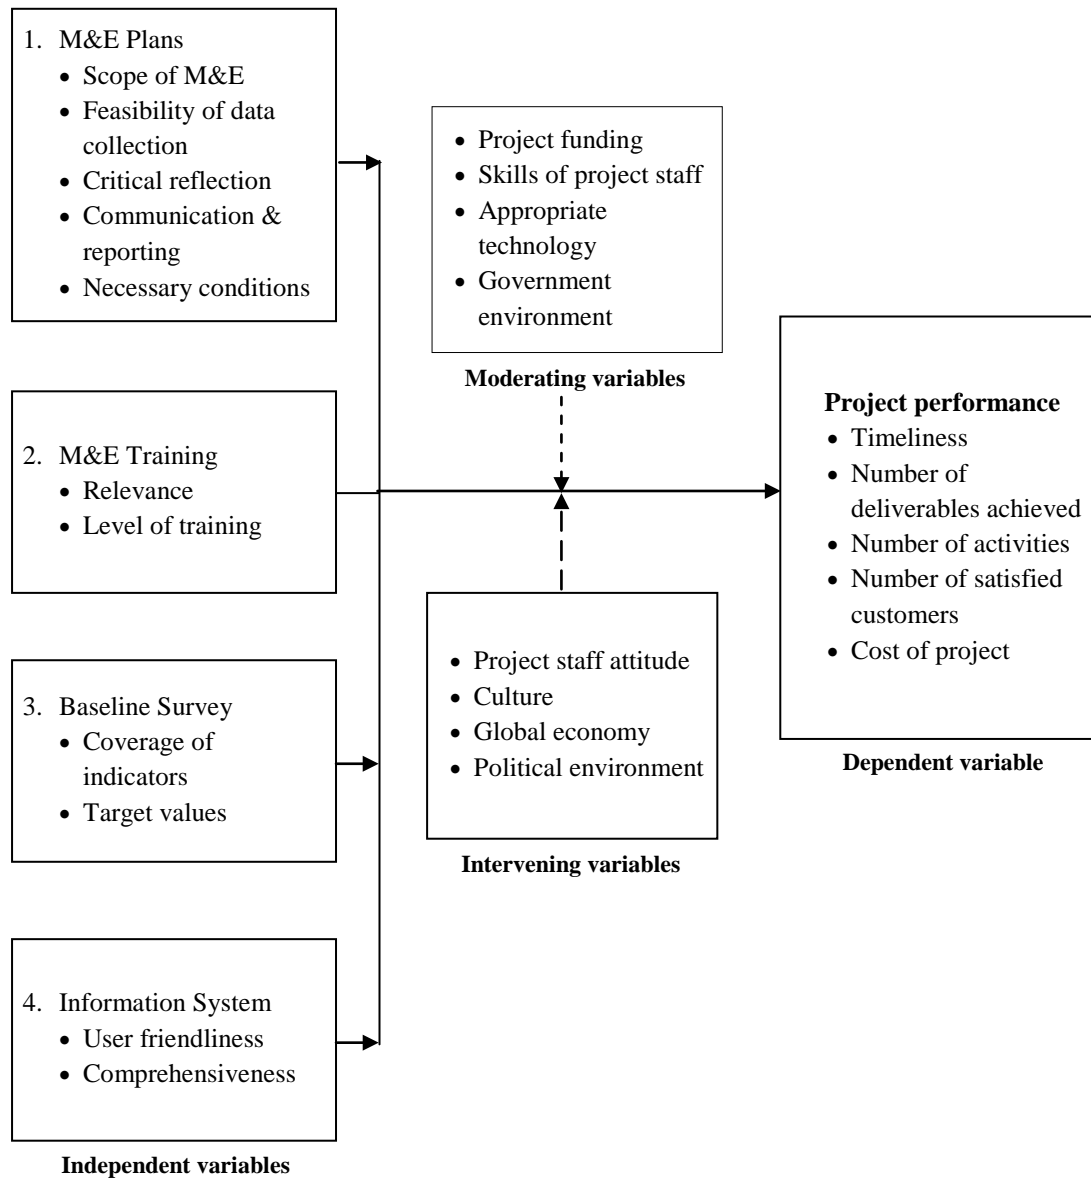 1. M&E Plans
• Scope of M&E
• Feasibility of data
collection
• Critical reflection
• Communication &
reporting
• Necessary conditions
2. M&E Training
• Relevance
• Level of training
3. Baseline Survey
• Coverage of
indicators
• Target values
4. Information System
• User friendliness
• Comprehensiveness
Independent variables
• Project funding
• Skills of project staff
• Appropriate
technology
• Government
environment
Moderating variables
• Project staff attitude
• Culture
• Global economy
• Political environment
Intervening variables
Project performance
• Timeliness
• Number of
deliverables achieved
• Number of activities
• Number of satisfied
customers
• Cost of project
Dependent variable